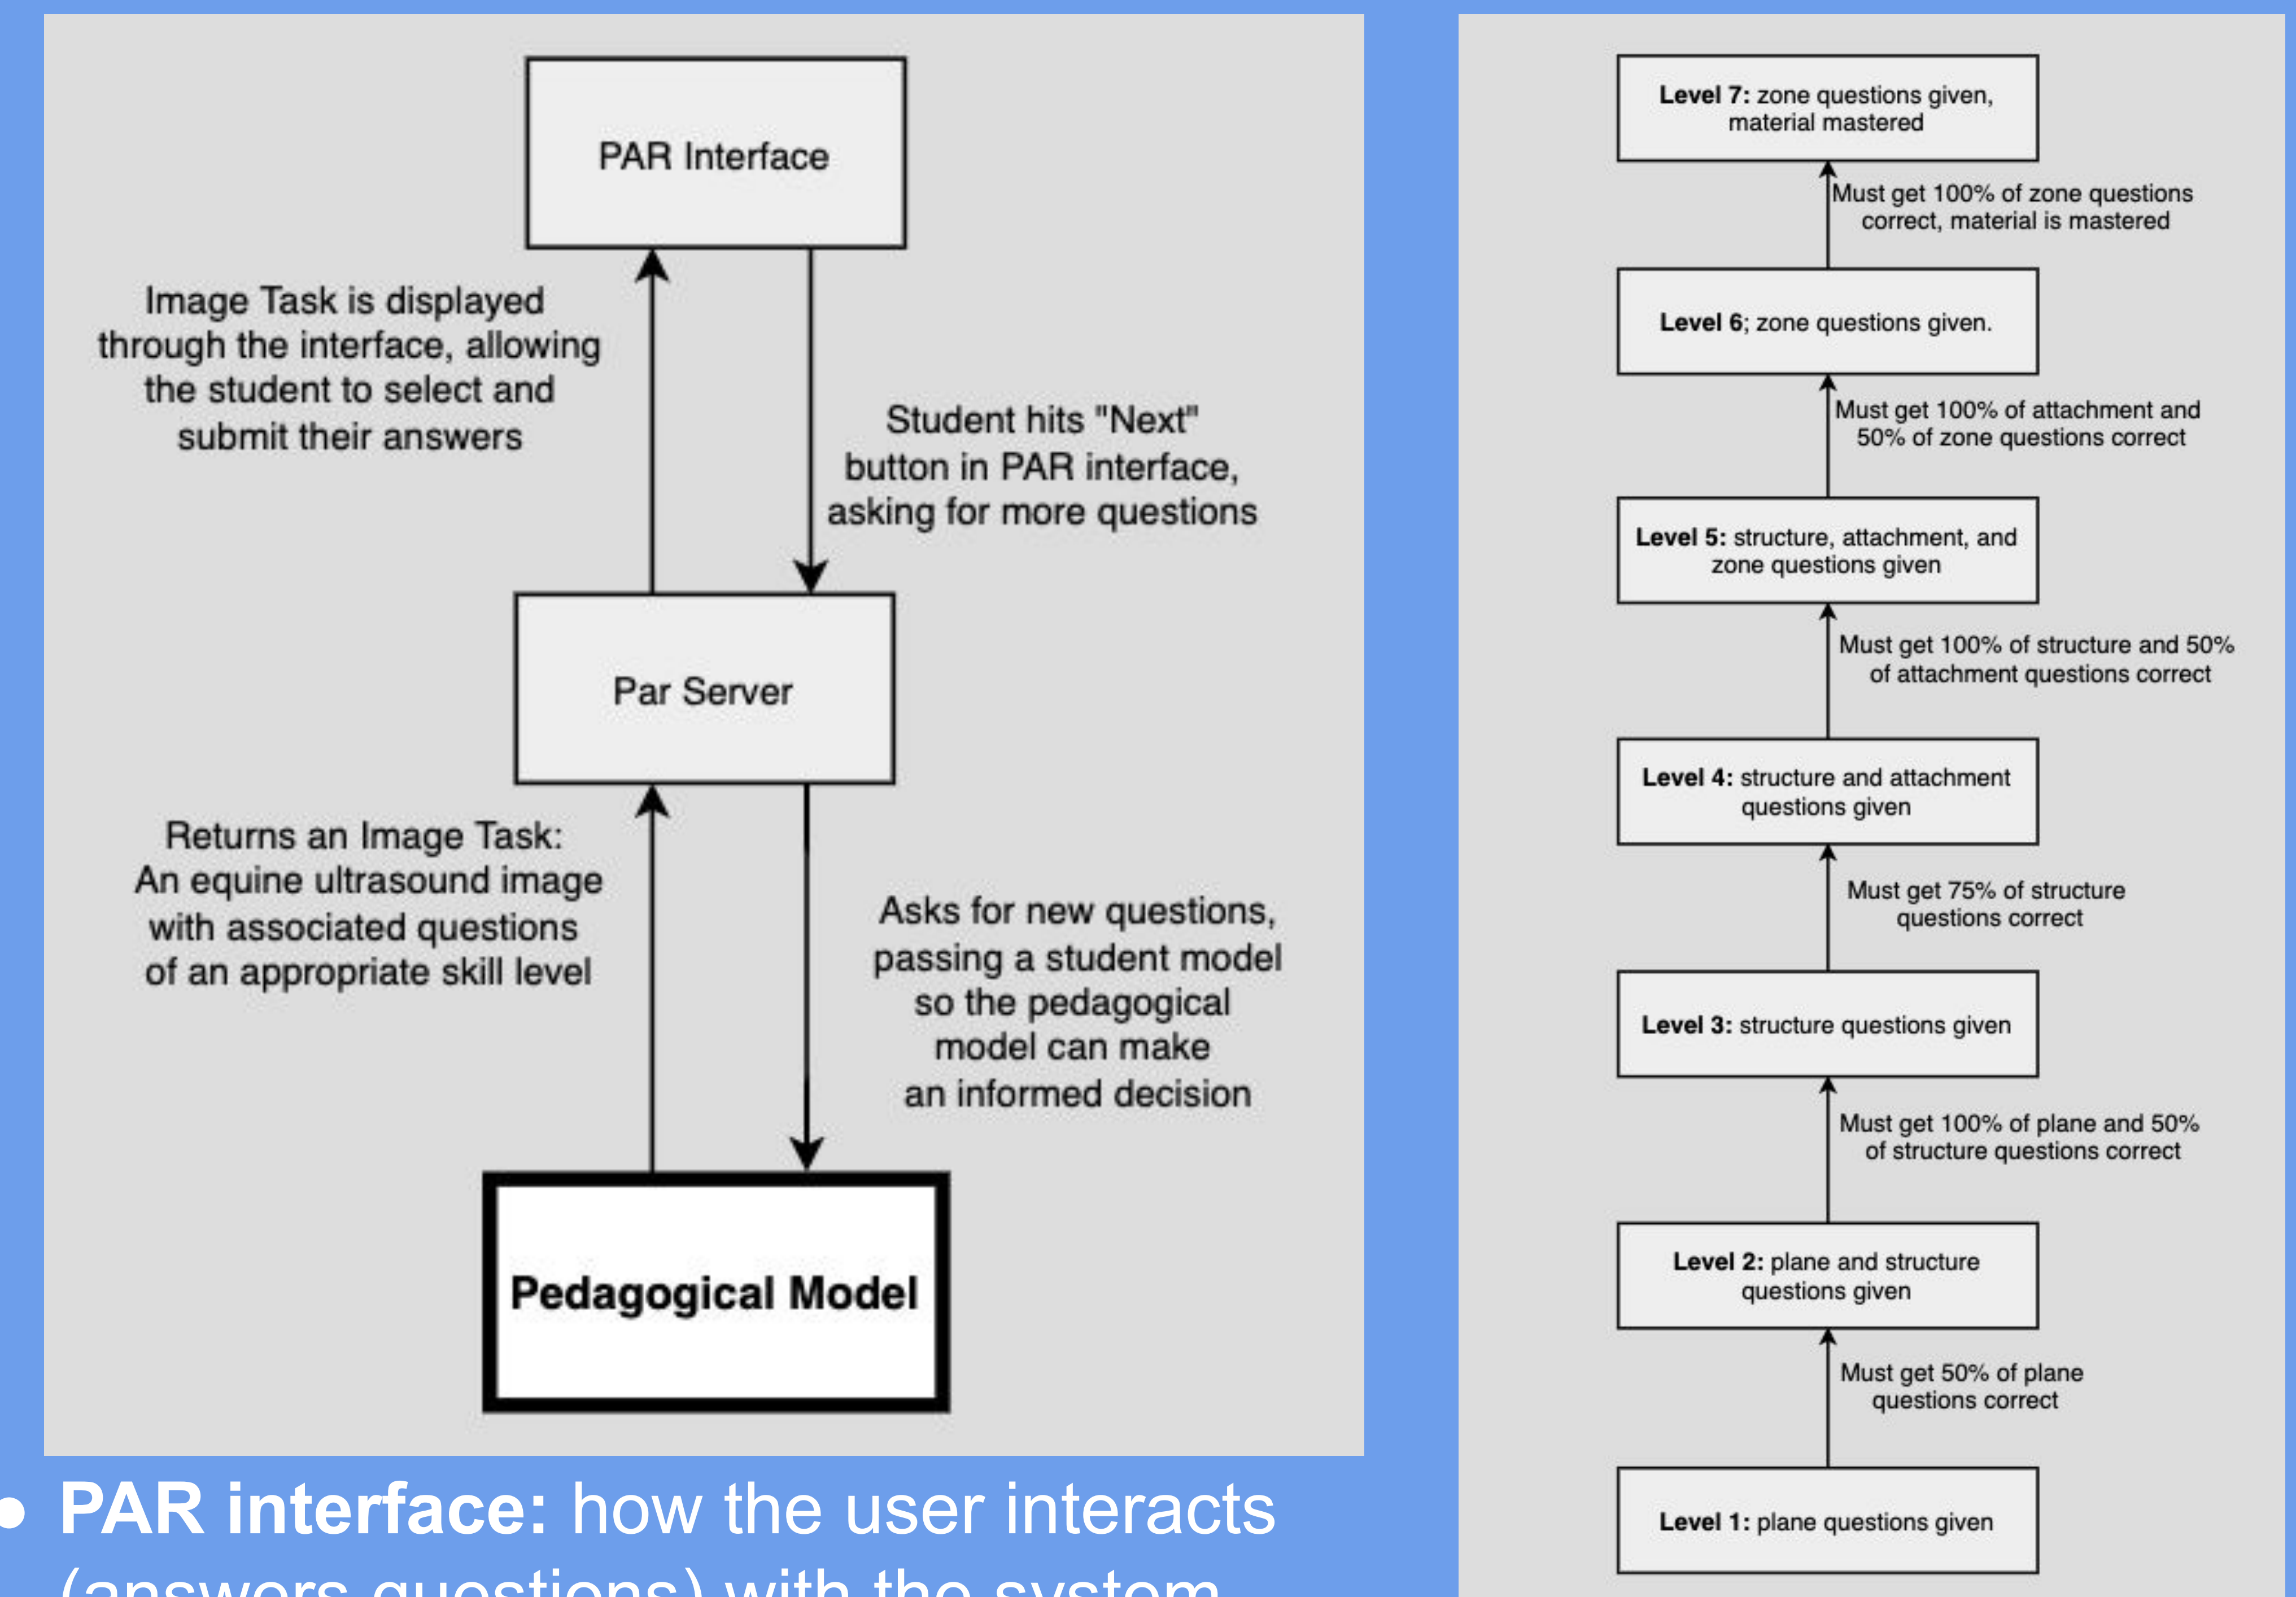 PAR Interface
Image Task is displayed
through the interface, allowing
the student to select and
submit their answers
Student hits "Next"
button in PAR interface,
asking for more questions
Par Server
Returns an Image Task:
An equine ultrasound image
with associated questions
of an appropriate skill level
Asks for new questions,
passing a student model
so the pedagogical
model can make
an informed decision
Pedagogical Model
• PAR interface: how the user interacts
(answers questions) with the system
Level 7: zone questions given,
material mastered
Must get 100% of zone questions
correct, material is mastered
Level 6; zone questions given.
Must get 100% of attachment and
50% of zone questions correct
Level 5: structure, attachment, and
zone questions given
Must get 100% of structure and 50%
of attachment questions correct
Level 4: structure and attachment
questions given
Must get 75% of structure
questions correct
Level 3: structure questions given
Must get 100% of plane and 50%
of structure questions correct
Level 2: plane and structure
questions given
Must get 50% of plane
questions correct
Level 1: plane questions given